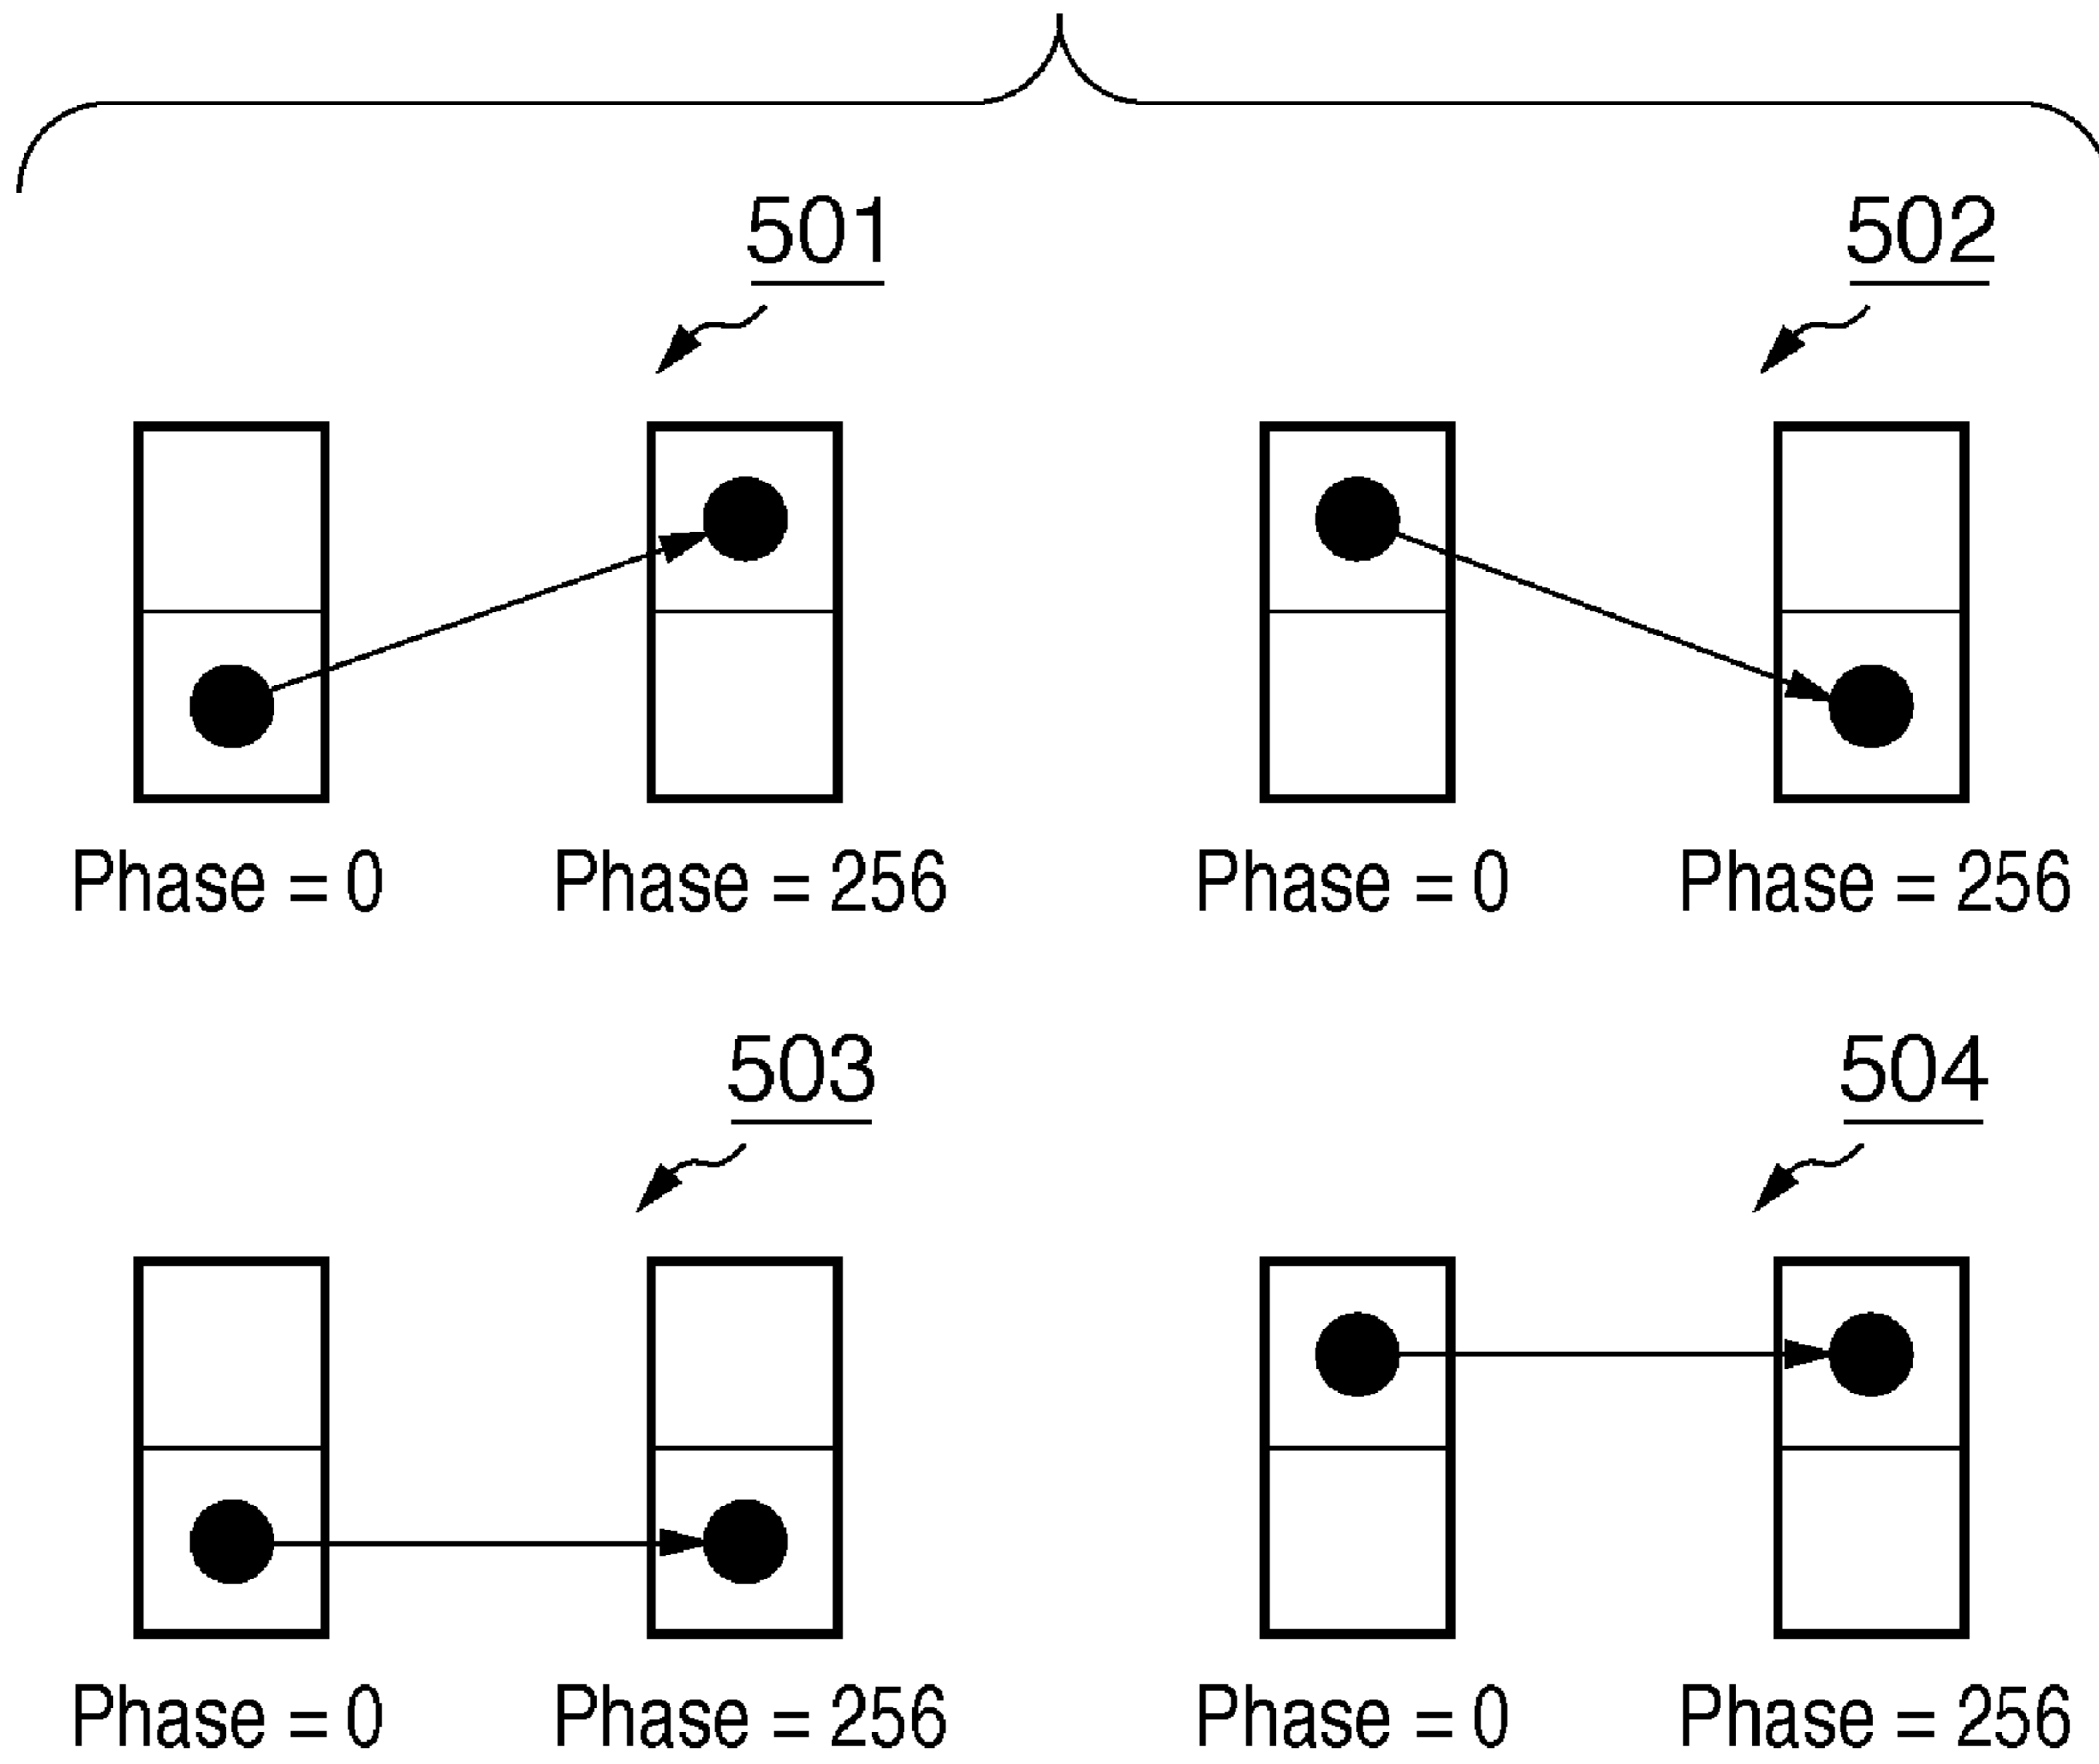 501
502
Phase = 0
Phase = 256
Phase = 0
Phase = 256
503
504
Phase = 0
Phase = 256
Phase = 0
Phase = 256